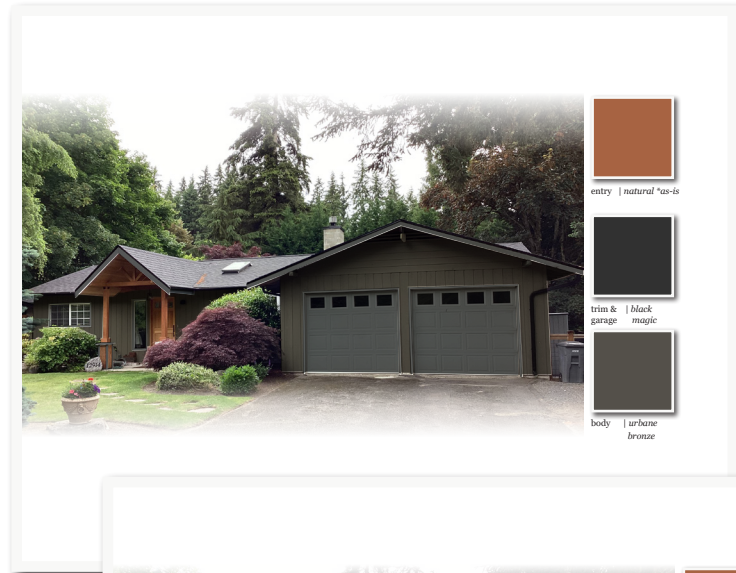 entry | natural *as-is
trim & | black
garage magic
body | urbane
bronze